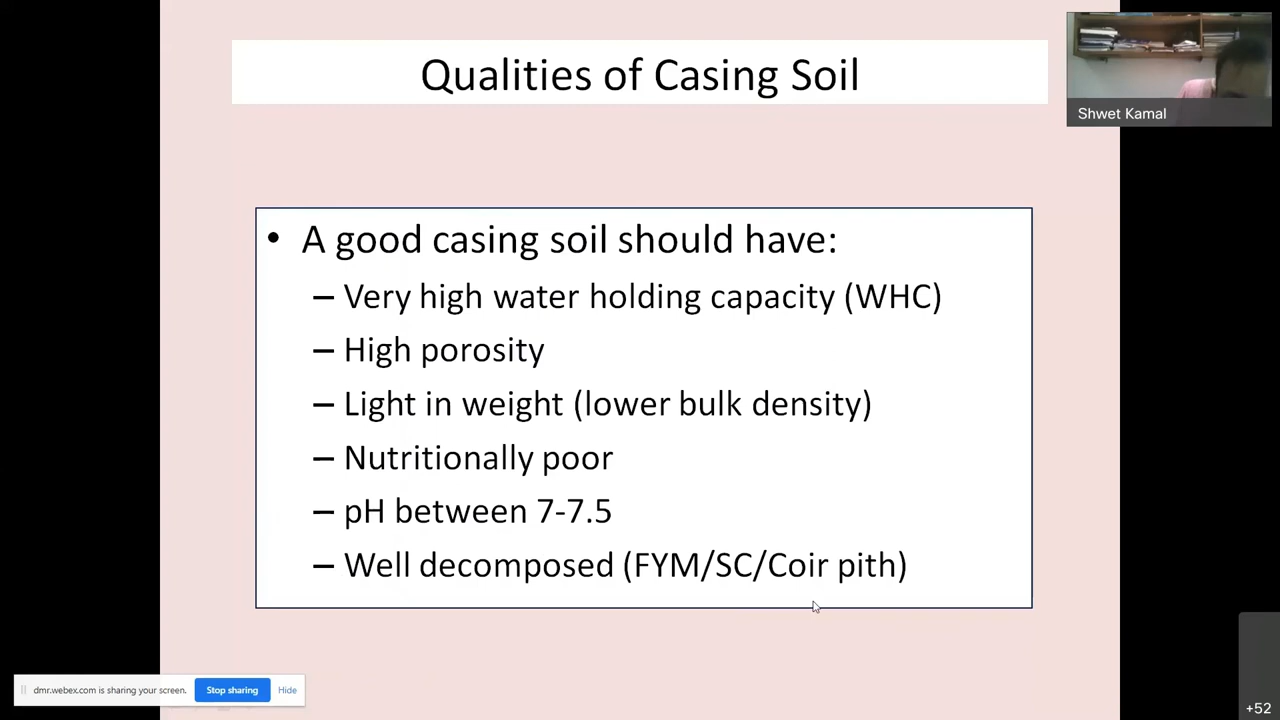 Qualities of Casing Soil
Shwet Kamal
• A good casing soil should have:
– Very high water holding capacity (WHC)
– High porosity
– Light in weight (lower bulk density)
– Nutritionally poor
– pH between 7-7.5
– Well decomposed (FYM/SC/Coir pith)
dmr.webex.com is sharing your screen. Stop sharing Hide
+52